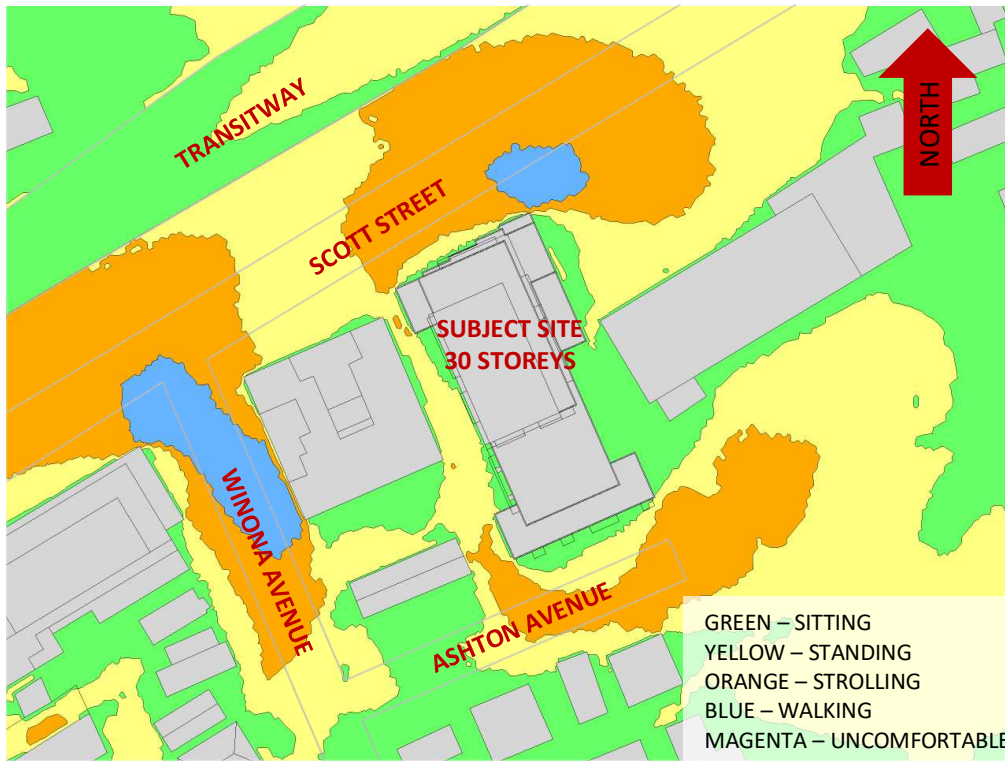 TRANSITWAY
NORTH
SCOTT STREET
SUBJECT SITE
30 STOREYS
WINONA AVENUE
ASHTON AVENUE
GREEN – SITTING
YELLOW – STANDING
ORANGE – STROLLING
BLUE – WALKING
MAGENTA – UNCOMFORTABLE